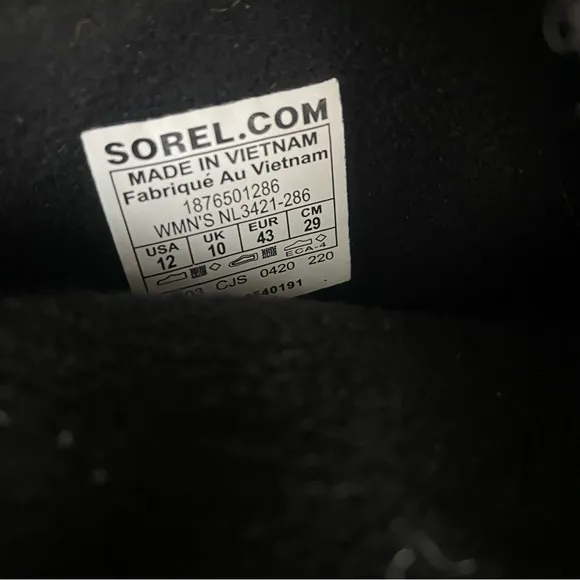 SOREL.COM
MADE IN VIETNAM
Fabriqué Au Vietnam
1876501286
WMN'S NL3421-286
USA UK EUR CM
12 10 43 29
ECA-4
CJS 0420 220